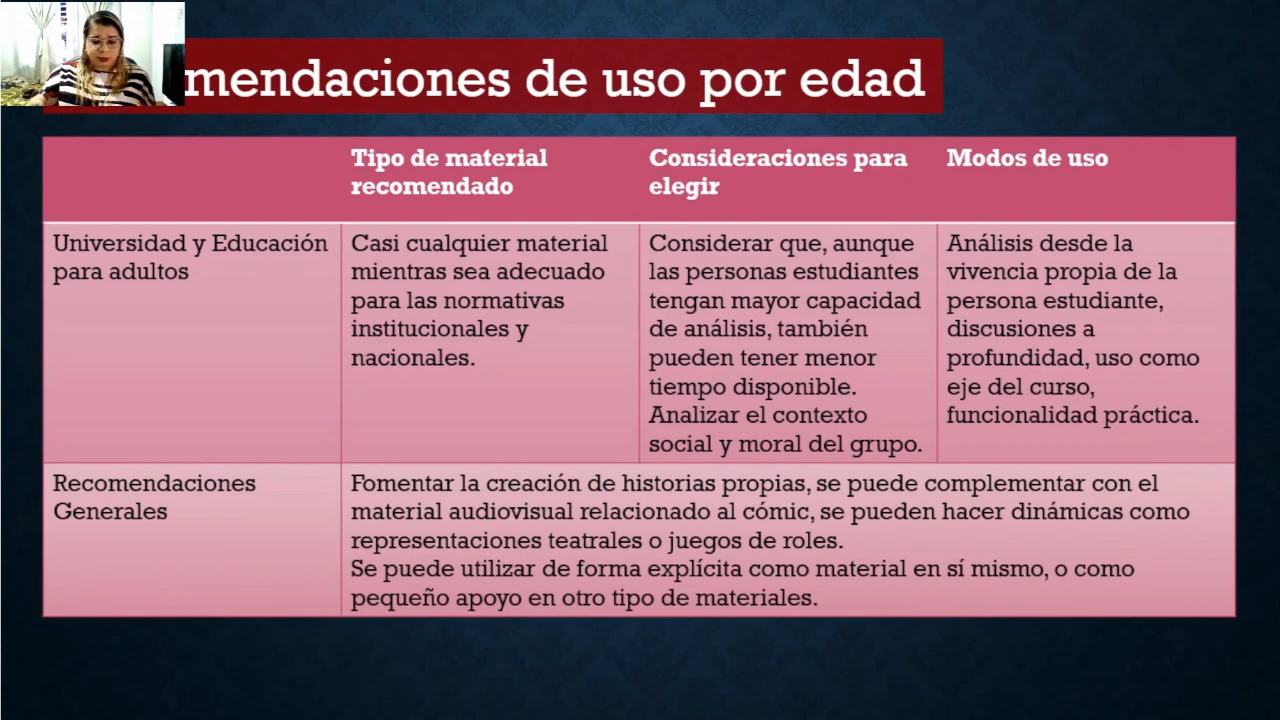 mendaciones de uso por edad
Tipo de material
recomendado
Consideraciones para
elegir
Modos de uso
Universidad y Educación
para adultos
Casi cualquier material
mientras sea adecuado
para las normativas
institucionales y
nacionales.
Considerar que, aunque
las personas estudiantes
tengan mayor capacidad
de análisis, también
pueden tener menor
tiempo disponible.
Analizar el contexto
social y moral del grupo.
Análisis desde la
vivencia propia de la
persona estudiante,
discusiones a
profundidad, uso como
eje del curso,
funcionalidad práctica.
Recomendaciones
Generales
Fomentar la creación de historias propias, se puede complementar con el
material audiovisual relacionado al cómic, se pueden hacer dinámicas como
representaciones teatrales o juegos de roles.
Se puede utilizar de forma explícita como material en sí mismo, o como
pequeño apoyo en otro tipo de materiales.